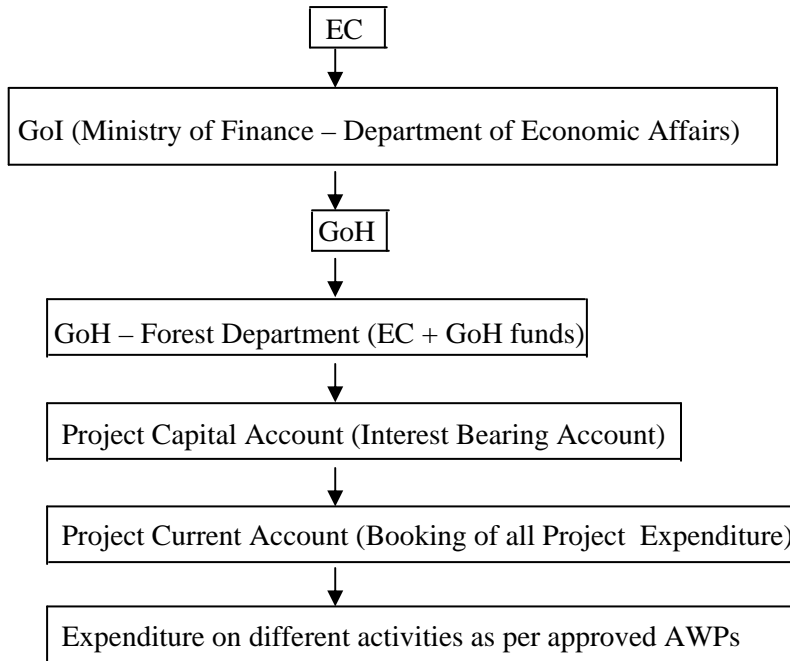 EC
GoI (Ministry of Finance – Department of Economic Affairs)
GoH
GoH – Forest Department (EC + GoH funds)
Project Capital Account (Interest Bearing Account)
Project Current Account (Booking of all Project Expenditure)
Expenditure on different activities as per approved AWPs